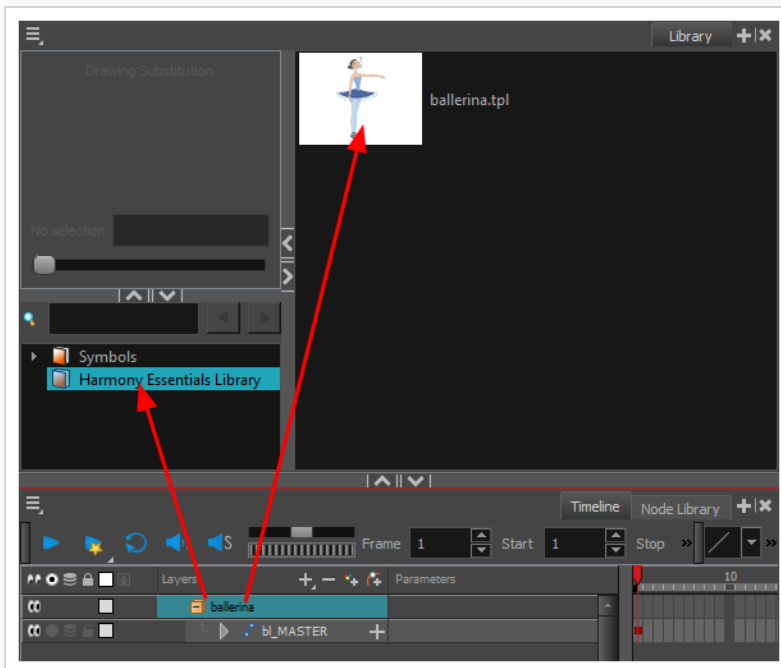 Library
Drawing Substitution
ballerina.tpl
No selection
Symbols
Harmony Essentials Library
Timeline
Node Library
S
Frame 1 Start 1 Stop
Layers Parameters 10
ballerina
bl_MASTER